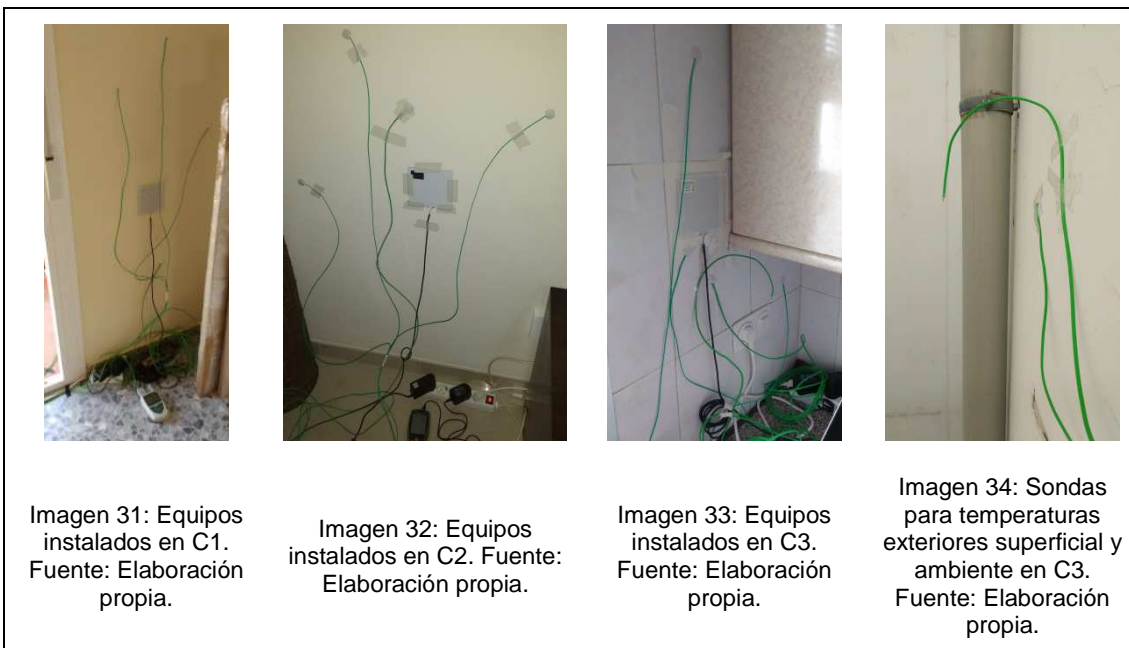 Imagen 31: Equipos
instalados en C1.
Fuente: Elaboración
propia.
Imagen 32: Equipos
instalados en C2. Fuente:
Elaboración propia.
Imagen 33: Equipos
instalados en C3.
Fuente: Elaboración
propia.
Imagen 34: Sondas
para temperaturas
exteriores superficial y
ambiente en C3.
Fuente: Elaboración
propia.